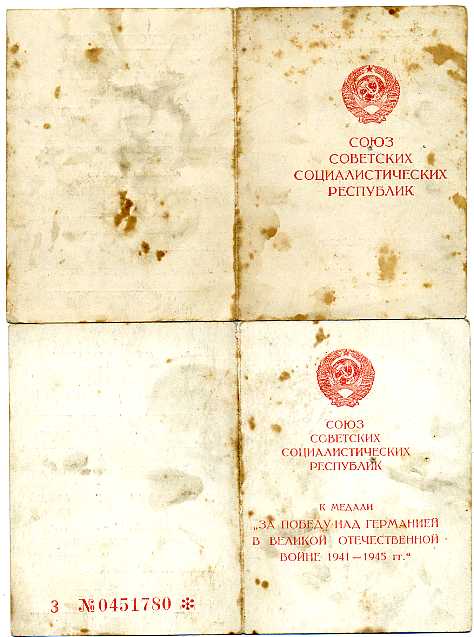 СОЮЗ
СОВЕТСКИХ
СОЦИАЛИСТИЧЕСКИХ
РЕСПУБЛИК
СОЮЗ
СОВЕТСКИХ
СОЦИАЛИСТИЧЕСКИХ
РЕСПУБЛИК
К МЕДАЛИ
„ЗА ПОБЕДУ НАД ГЕРМАНИЕЙ
В ВЕЛИКОЙ ОТЕЧЕСТВЕННОЙ
ВОЙНЕ 1941—1945 гг.“
З №0451780 *